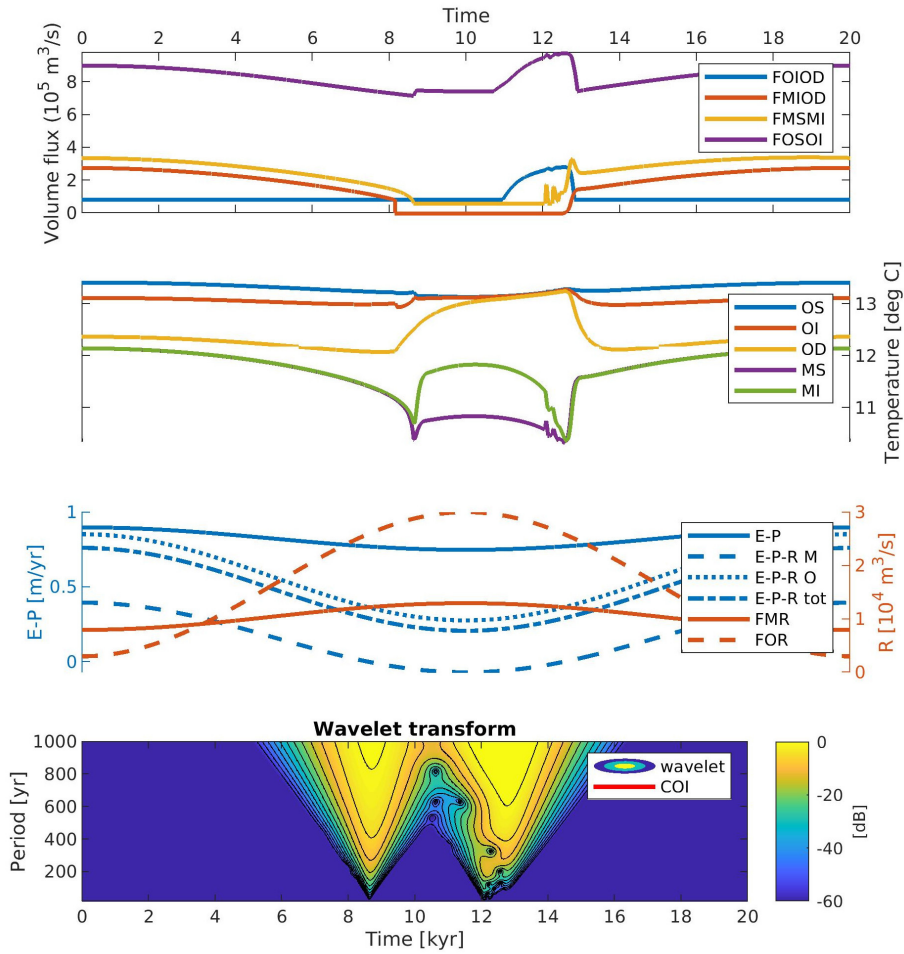 Time
0 2 4 6 8 10 12 14 16 18 20
Volume flux (10⁵ m³/s)
8
6
4
2
0
FOIOD
FMIOD
FMSMI
FOSOI
13
12
11
Temperature [deg C]
OS
OI
OD
MS
MI
E-P [m/yr]
1
0.5
0
3
2
1
0
R [10⁴ m³/s]
E-P
E-P-R M
E-P-R O
E-P-R tot
FMR
FOR
Wavelet transform
Period [yr]
1000
800
600
400
200
wavelet
COI
0
-20
-40
-60
[dB]
0 2 4 6 8 10 12 14 16 18 20
Time [kyr]